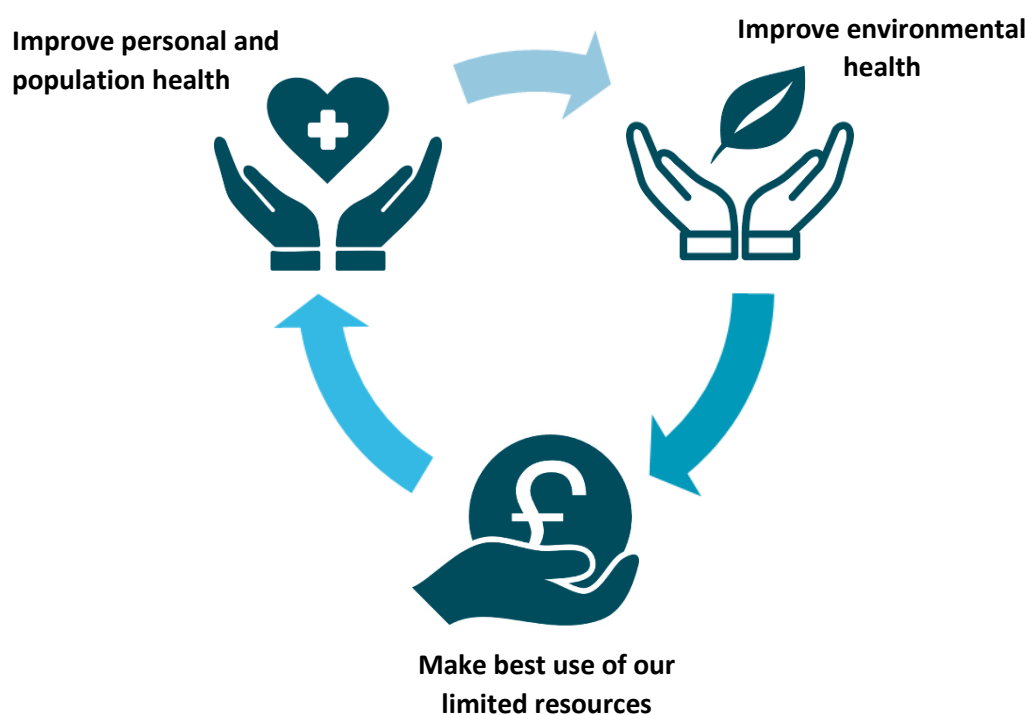 Improve personal and
population health
Improve environmental
health
£
Make best use of our
limited resources